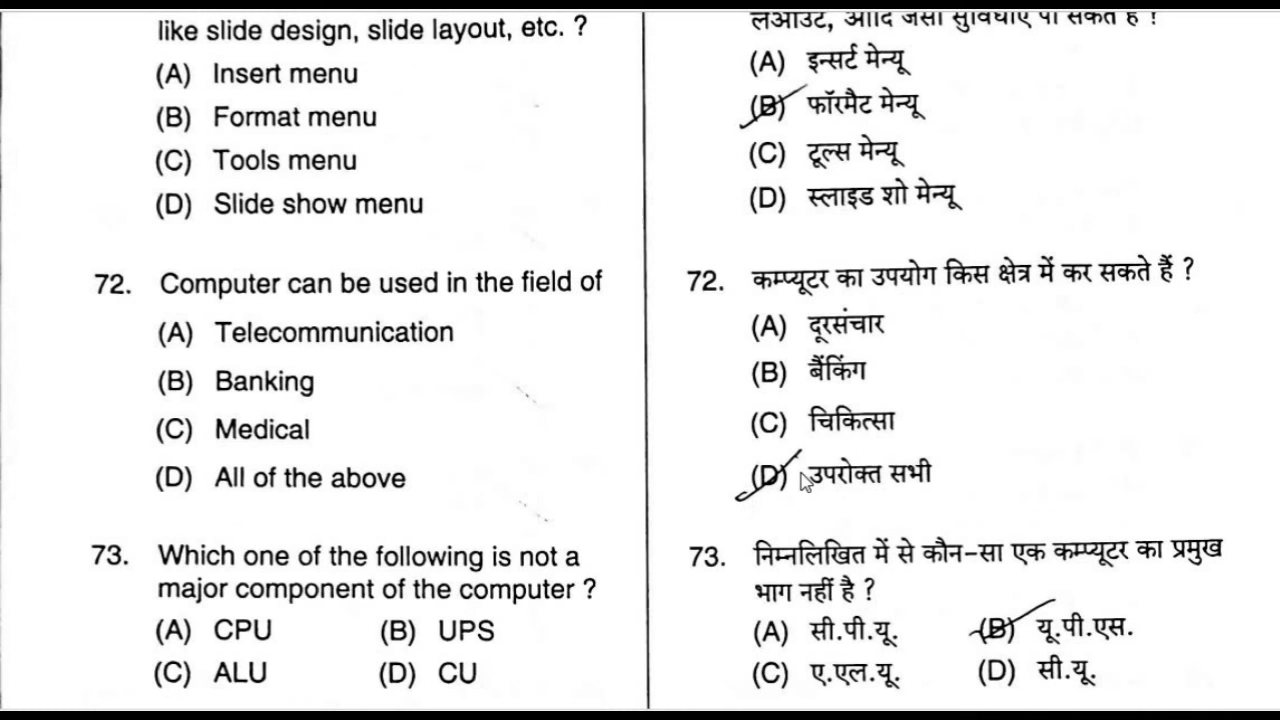 like slide design, slide layout, etc. ?
(A) Insert menu
(B) Format menu
(C) Tools menu
(D) Slide show menu
72. Computer can be used in the field of
(A) Telecommunication
(B) Banking
(C) Medical
(D) All of the above
73. Which one of the following is not a
major component of the computer ?
(A) CPU (B) UPS
(C) ALU (D) CU
लेआउट, आदि जैसी सुविधाएँ पा सकते हैं ?
(A) इन्सर्ट मेन्यू
(B) फॉरमैट मेन्यू
(C) टूल्स मेन्यू
(D) स्लाइड शो मेन्यू
72. कम्प्यूटर का उपयोग किस क्षेत्र में कर सकते हैं ?
(A) दूरसंचार
(B) बैंकिंग
(C) चिकित्सा
(D) उपरोक्त सभी
73. निम्नलिखित में से कौन-सा एक कम्प्यूटर का प्रमुख
भाग नहीं है ?
(A) सी.पी.यू. (B) यू.पी.एस.
(C) ए.एल.यू. (D) सी.यू.